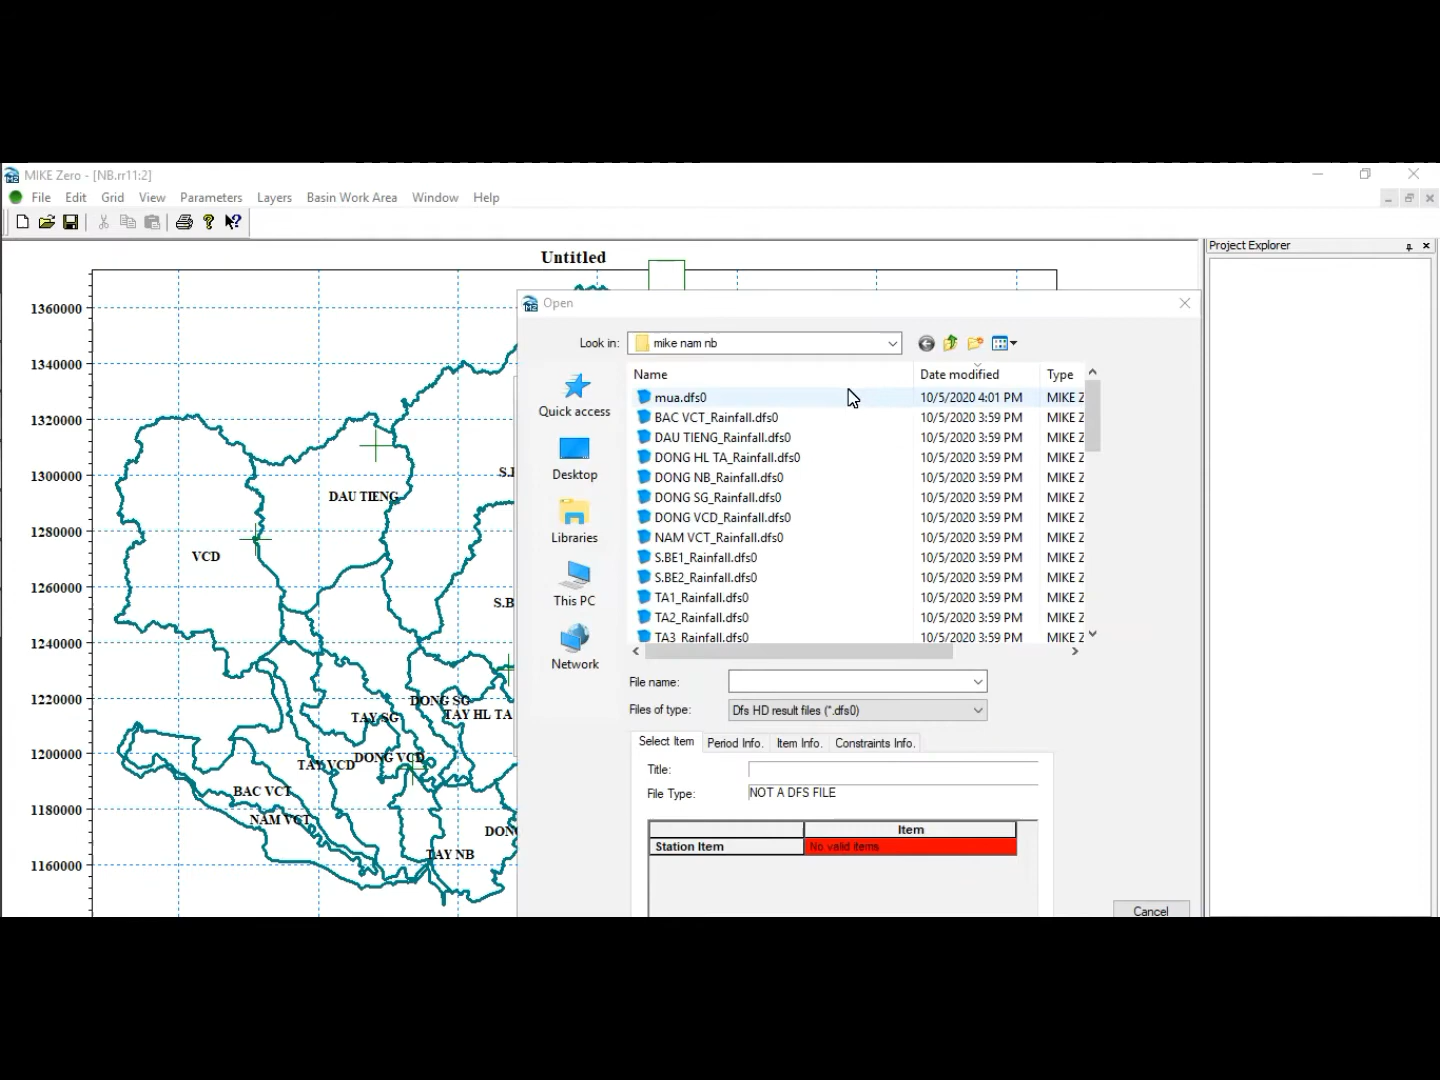 MIKE Zero - [NB.rr11:2]
File Edit Grid View Parameters Layers Basin Work Area Window Help
Project Explorer
Untitled
1360000
1340000
1320000
1300000
1280000
1260000
1240000
1220000
1200000
1180000
1160000
DAU TIENG
VCD
S.B
DONG SG
TAY SG
TAY HL TA
TAY VCD
DONG VCD
BAC VCT
NAM VCT
DONG
TAY NB
Open
Look in: mike nam nb
Quick access
Desktop
Libraries
This PC
Network
Name Date modified Type
mua.dfs0 10/5/2020 4:01 PM MIKE Z
BAC VCT_Rainfall.dfs0 10/5/2020 3:59 PM MIKE Z
DAU TIENG_Rainfall.dfs0 10/5/2020 3:59 PM MIKE Z
DONG HL TA_Rainfall.dfs0 10/5/2020 3:59 PM MIKE Z
DONG NB_Rainfall.dfs0 10/5/2020 3:59 PM MIKE Z
DONG SG_Rainfall.dfs0 10/5/2020 3:59 PM MIKE Z
DONG VCD_Rainfall.dfs0 10/5/2020 3:59 PM MIKE Z
NAM VCT_Rainfall.dfs0 10/5/2020 3:59 PM MIKE Z
S.BE1_Rainfall.dfs0 10/5/2020 3:59 PM MIKE Z
S.BE2_Rainfall.dfs0 10/5/2020 3:59 PM MIKE Z
TA1_Rainfall.dfs0 10/5/2020 3:59 PM MIKE Z
TA2_Rainfall.dfs0 10/5/2020 3:59 PM MIKE Z
TA3_Rainfall.dfs0 10/5/2020 3:59 PM MIKE Z
File name:
Files of type: Dfs HD result files (*.dfs0)
Select Item Period Info. Item Info. Constraints Info.
Title:
File Type: NOT A DFS FILE
Item
Station Item No valid items
Cancel